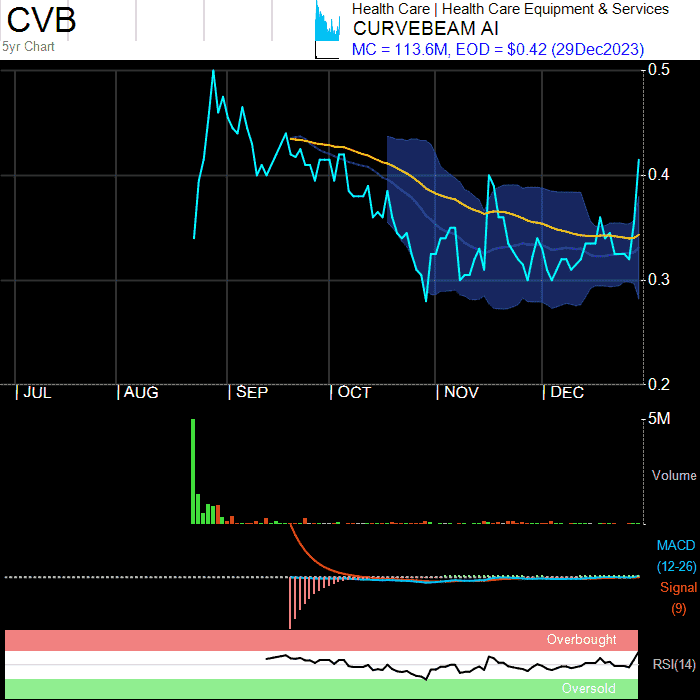 CVB
5yr Chart
Health Care | Health Care Equipment & Services
CURVEBEAM AI
MC = 113.6M, EOD = $0.42 (29Dec2023)
0.5
0.4
0.3
0.2
JUL AUG SEP OCT NOV DEC
5M
Volume
MACD
(12-26)
Signal
(9)
Overbought
RSI(14)
Oversold